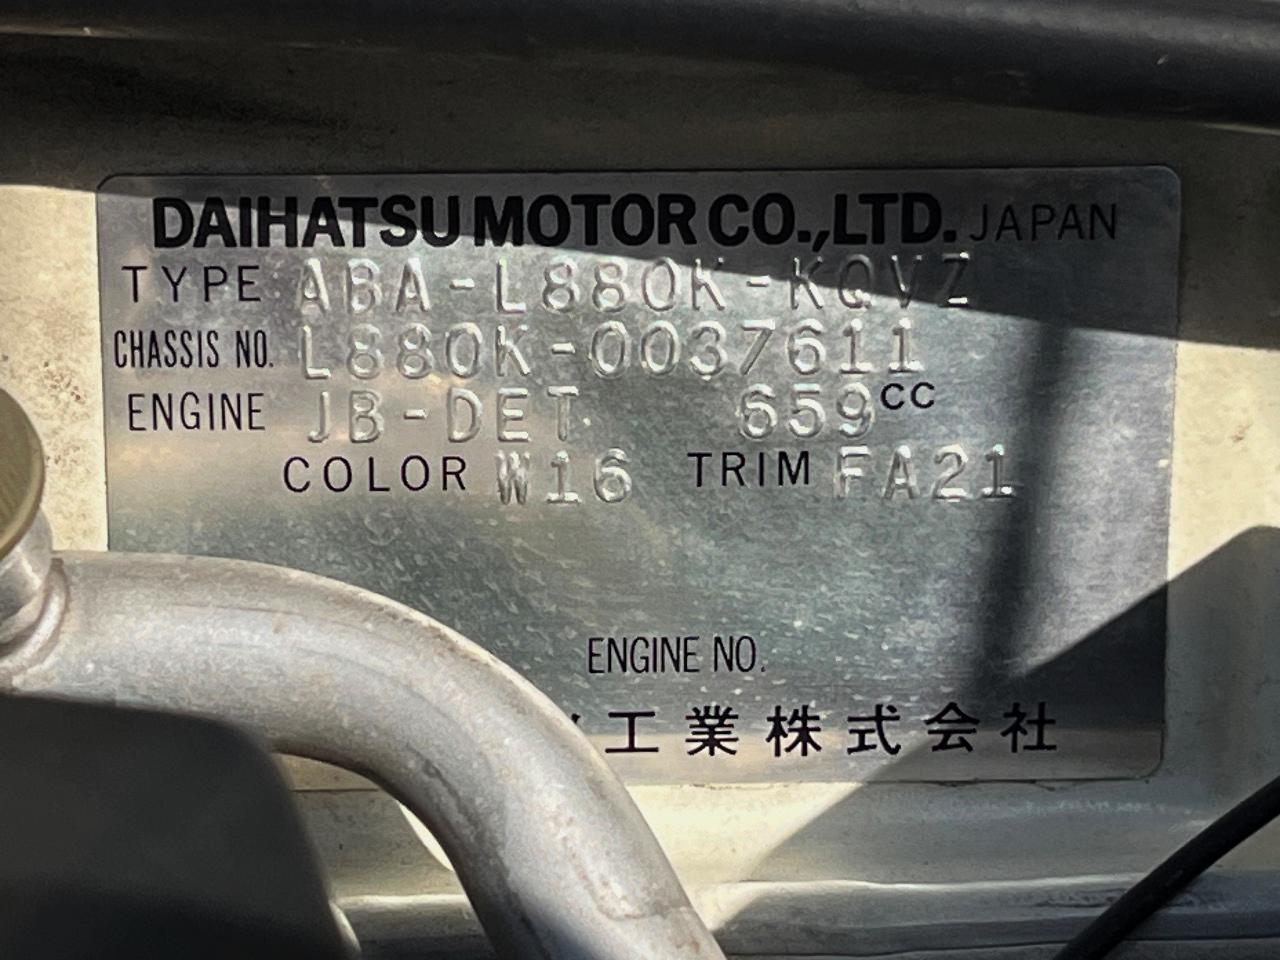 DAIHATSU MOTOR CO.,LTD. JAPAN
TYPE ABA-L880K-KQVZ
CHASSIS NO. L880K-0037611
ENGINE JB-DET 659CC
COLOR W16 TRIM FA21
ENGINE NO.
工業株式会社